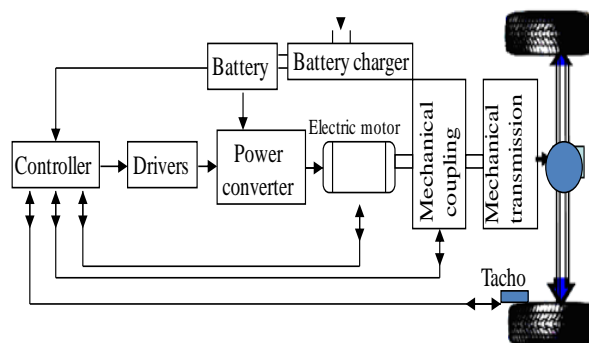 Battery
Battery charger
Electric motor
Controller
Drivers
Power
converter
Mechanical
coupling
Mechanical
transmission
Tacho